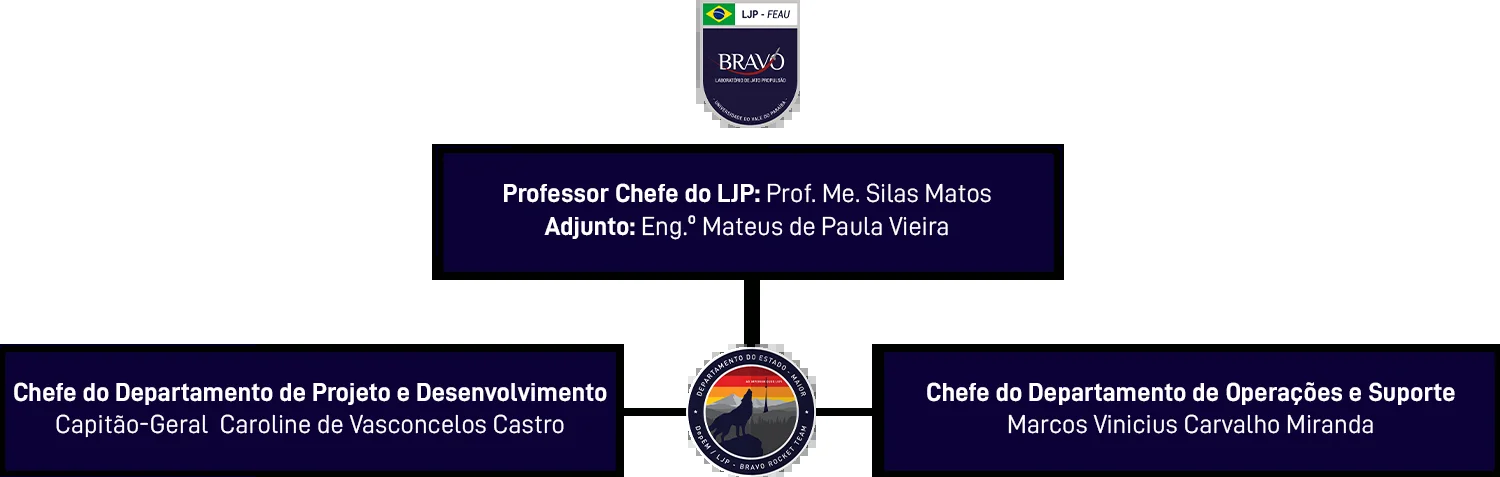 LJP - FEAU
BRAVO
LABORATÓRIO DE JATO PROPULSÃO
UNIVERSIDADE DO VALE DO PARAÍBA
Professor Chefe do LJP: Prof. Me. Silas Matos
Adjunto: Eng.º Mateus de Paula Vieira
Chefe do Departamento de Projeto e Desenvolvimento
Capitão-Geral Caroline de Vasconcelos Castro
DEPARTAMENTO DO ESTADO - MAIOR
DepEM / LJP - BRAVO ROCKET TEAM
Chefe do Departamento de Operações e Suporte
Marcos Vinicius Carvalho Miranda